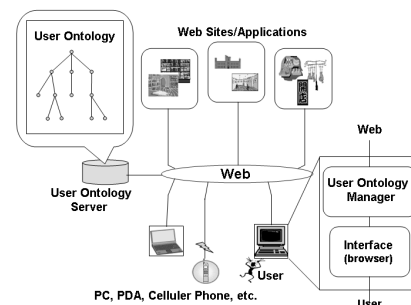 User Ontology
Web Sites/Applications
Web
Web
User Ontology
Server
User Ontology
Manager
Interface
(browser)
User
PC, PDA, Celluler Phone, etc.
User